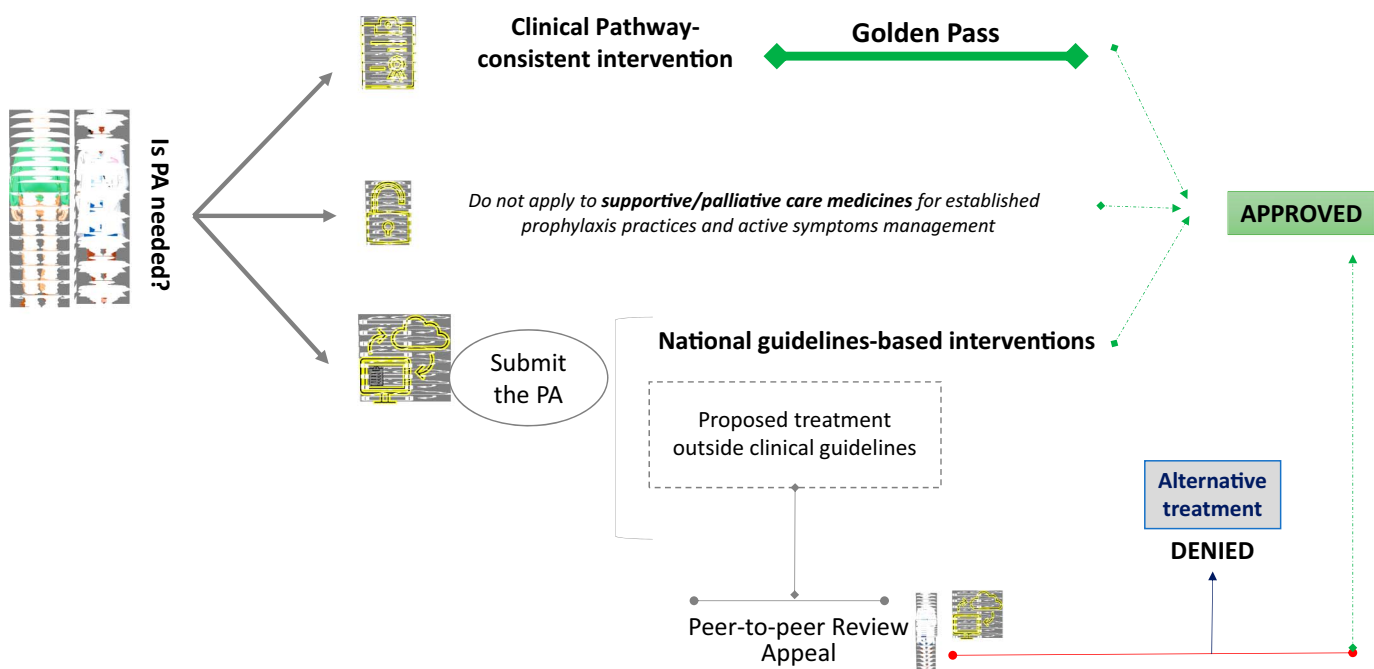 Is PA needed?
Clinical Pathway-
consistent intervention
Golden Pass
Do not apply to supportive/palliative care medicines for established
prophylaxis practices and active symptoms management
APPROVED
Submit
the PA
National guidelines-based interventions
Proposed treatment
outside clinical guidelines
Alternative
treatment
DENIED
Peer-to-peer Review
Appeal